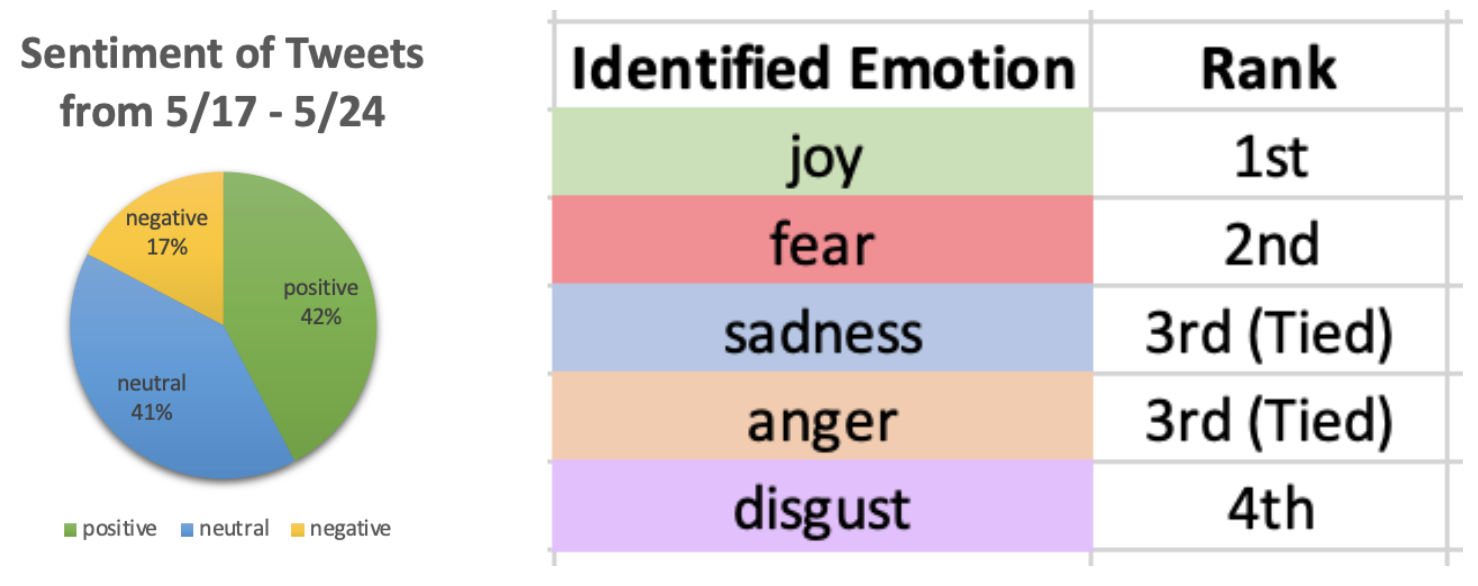 Sentiment of Tweets
from 5/17 - 5/24
negative
17%
positive
42%
neutral
41%
positive neutral negative
Identified Emotion Rank
joy 1st
fear 2nd
sadness 3rd (Tied)
anger 3rd (Tied)
disgust 4th